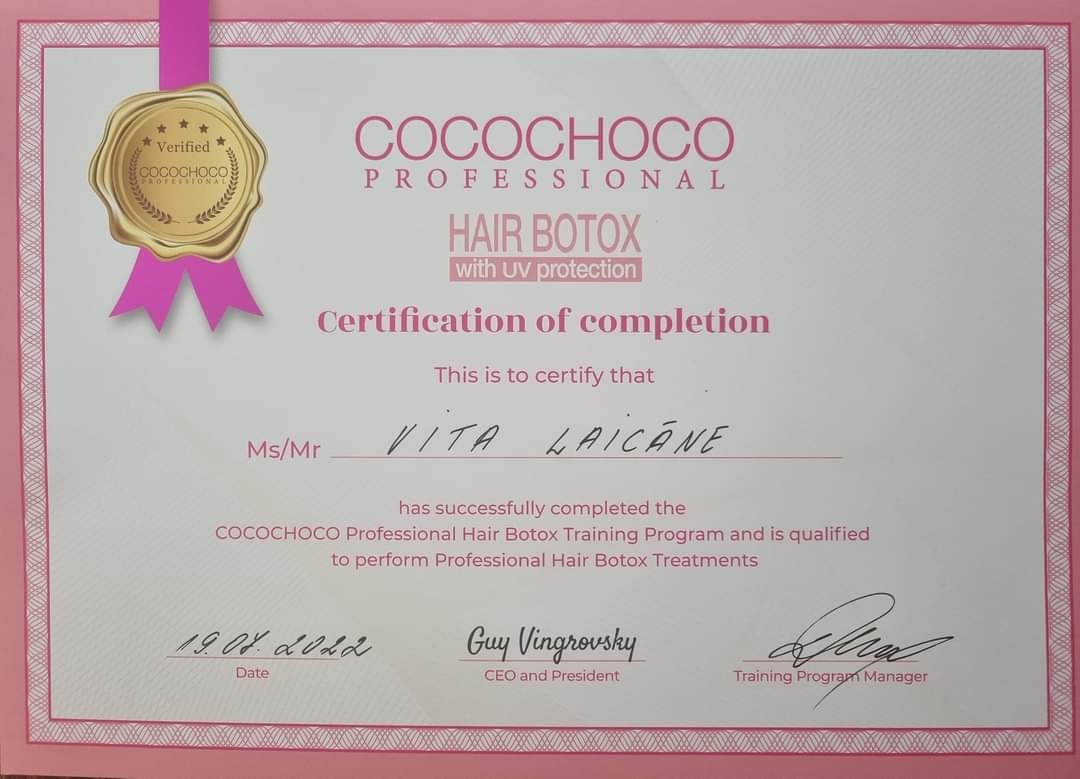 Verified
COCOCHOCO
PROFESSIONAL
COCOCHOCO
PROFESSIONAL
HAIR BOTOX
with UV protection
Certification of completion
This is to certify that
Ms/Mr VITA LAICĀNE
has successfully completed the
COCOCHOCO Professional Hair Botox Training Program and is qualified
to perform Professional Hair Botox Treatments
19.07.2022 Guy Vingrovsky
Date CEO and President Training Program Manager